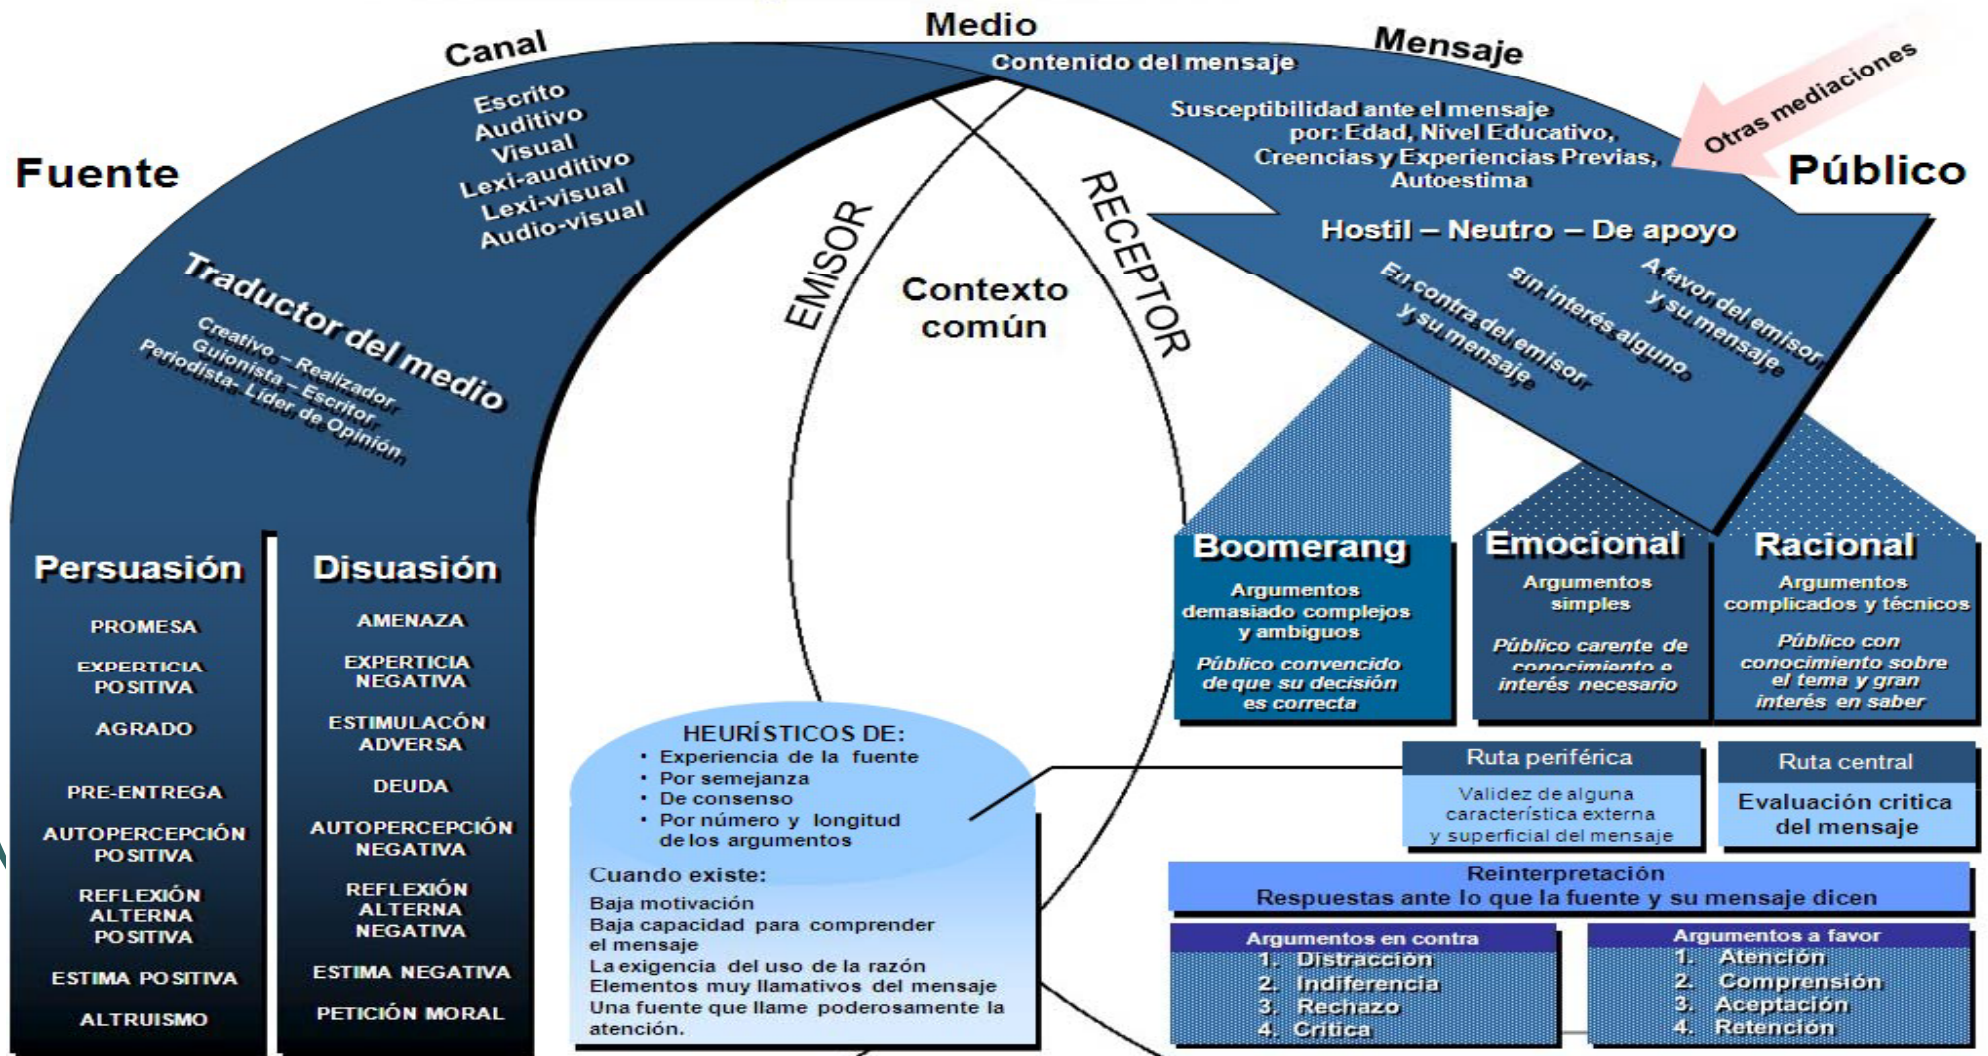 Medio
Canal
Mensaje
Fuente
Público
Otras mediaciones
Escrito
Auditivo
Visual
Lexi-auditivo
Lexi-visual
Audio-visual
Traductor del medio
Creativo – Realizador
Guionista – Escritor
Periodísta- Líder de Opinión
Contenido del mensaje
Susceptibilidad ante el mensaje
por: Edad, Nivel Educativo,
Creencias y Experiencias Previas,
Autoestima
Hostil – Neutro – De apoyo
En contra del emisor
y su mensaje
sin interés alguno
A favor del emisor
y su mensaje
EMISOR
RECEPTOR
Contexto
común
Persuasión
PROMESA
EXPERTICIA
POSITIVA
AGRADO
PRE-ENTREGA
AUTOPERCEPCIÓN
POSITIVA
REFLEXIÓN
ALTERNA
POSITIVA
ESTIMA POSITIVA
ALTRUISMO
Disuasión
AMENAZA
EXPERTICIA
NEGATIVA
ESTIMULACÓN
ADVERSA
DEUDA
AUTOPERCEPCIÓN
NEGATIVA
REFLEXIÓN
ALTERNA
NEGATIVA
ESTIMA NEGATIVA
PETICIÓN MORAL
HEURÍSTICOS DE:
• Experiencia de la fuente
• Por semejanza
• De consenso
• Por número y longitud
de los argumentos
Cuando existe:
Baja motivación
Baja capacidad para comprender
el mensaje
La exigencia del uso de la razón
Elementos muy llamativos del mensaje
Una fuente que llame poderosamente la
atención.
Boomerang
Argumentos
demasiado complejos
y ambiguos
Público convencido
de que su decisión
es correcta
Emocional
Argumentos
simples
Público carente de
conocimiento e
interés necesario
Racional
Argumentos
complicados y técnicos
Público con
conocimiento sobre
el tema y gran
interés en saber
Ruta periférica
Validez de alguna
característica externa
y superficial del mensaje
Ruta central
Evaluación critica
del mensaje
Reinterpretación
Respuestas ante lo que la fuente y su mensaje dicen
Argumentos en contra
1. Distracción
2. Indiferencia
3. Rechazo
4. Crítica
Argumentos a favor
1. Atención
2. Comprensión
3. Aceptación
4. Retención